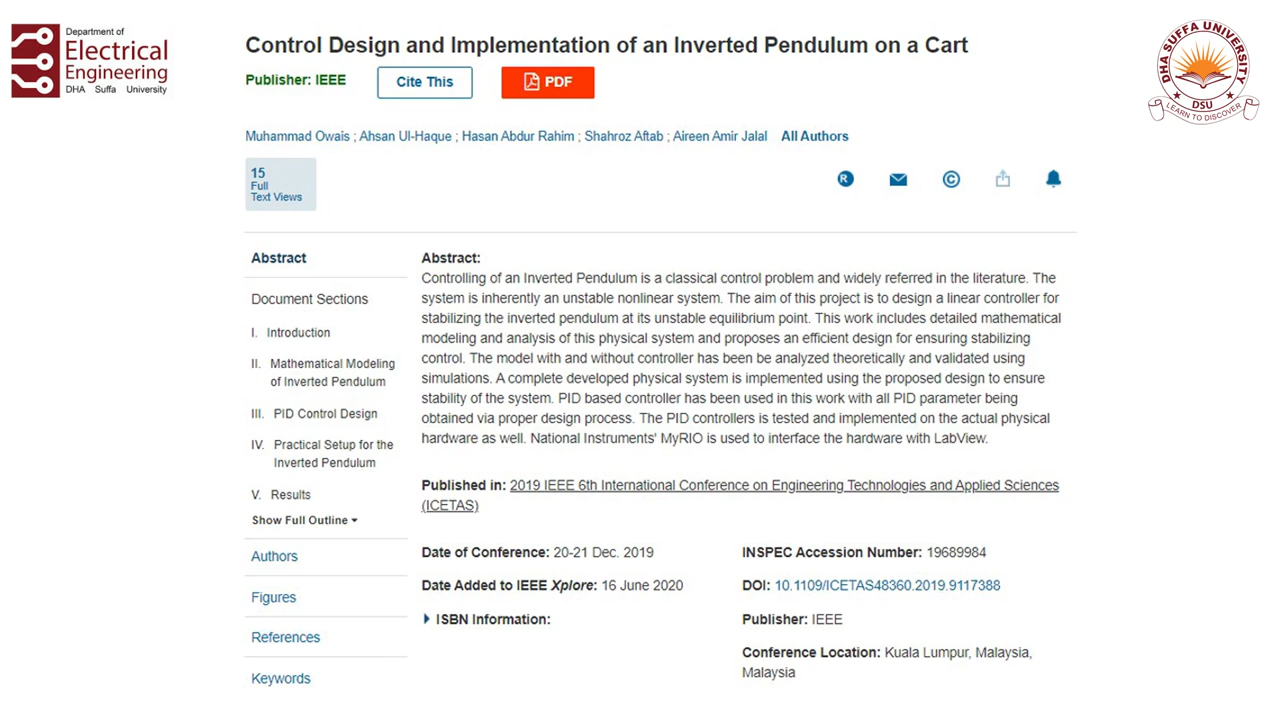 Department of
Electrical
Engineering
DHA Suffa University
DHA SUFFA UNIVERSITY
DSU
LEARN TO DISCOVER
Control Design and Implementation of an Inverted Pendulum on a Cart
Publisher: IEEE
Cite This
PDF
Muhammad Owais ; Ahsan Ul-Haque ; Hasan Abdur Rahim ; Shahroz Aftab ; Aireen Amir Jalal All Authors
15
Full
Text Views
R
C
Abstract
Document Sections
I. Introduction
II. Mathematical Modeling
of Inverted Pendulum
III. PID Control Design
IV. Practical Setup for the
Inverted Pendulum
V. Results
Show Full Outline
Authors
Figures
References
Keywords
Abstract:
Controlling of an Inverted Pendulum is a classical control problem and widely referred in the literature. The
system is inherently an unstable nonlinear system. The aim of this project is to design a linear controller for
stabilizing the inverted pendulum at its unstable equilibrium point. This work includes detailed mathematical
modeling and analysis of this physical system and proposes an efficient design for ensuring stabilizing
control. The model with and without controller has been be analyzed theoretically and validated using
simulations. A complete developed physical system is implemented using the proposed design to ensure
stability of the system. PID based controller has been used in this work with all PID parameter being
obtained via proper design process. The PID controllers is tested and implemented on the actual physical
hardware as well. National Instruments' MyRIO is used to interface the hardware with LabView.
Published in: 2019 IEEE 6th International Conference on Engineering Technologies and Applied Sciences
(ICETAS)
Date of Conference: 20-21 Dec. 2019
Date Added to IEEE Xplore: 16 June 2020
ISBN Information:
INSPEC Accession Number: 19689984
DOI: 10.1109/ICETAS48360.2019.9117388
Publisher: IEEE
Conference Location: Kuala Lumpur, Malaysia,
Malaysia